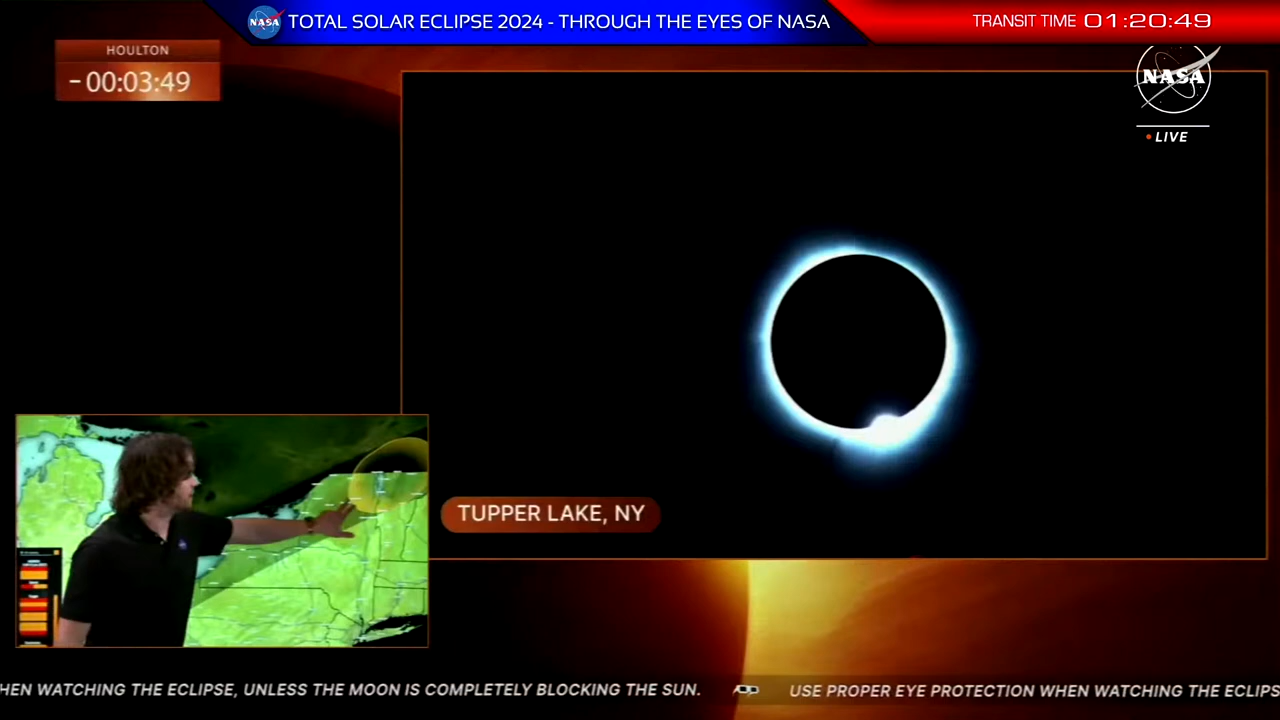 NASA
TOTAL SOLAR ECLIPSE 2024 - THROUGH THE EYES OF NASA
TRANSIT TIME 01:20:49
HOULTON
-00:03:49
NASA
LIVE
TUPPER LAKE, NY
HEN WATCHING THE ECLIPSE, UNLESS THE MOON IS COMPLETELY BLOCKING THE SUN.
USE PROPER EYE PROTECTION WHEN WATCHING THE ECLIPS